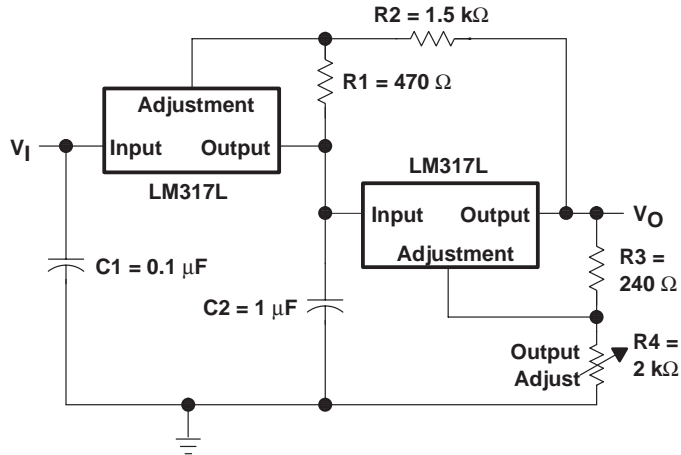 R2 = 1.5 kΩ
R1 = 470 Ω
Adjustment
VI
Input
Output
LM317L
LM317L
Input
Output
VO
Adjustment
C1 = 0.1 μF
R3 =
240 Ω
C2 = 1 μF
Output
Adjust
R4 =
2 kΩ